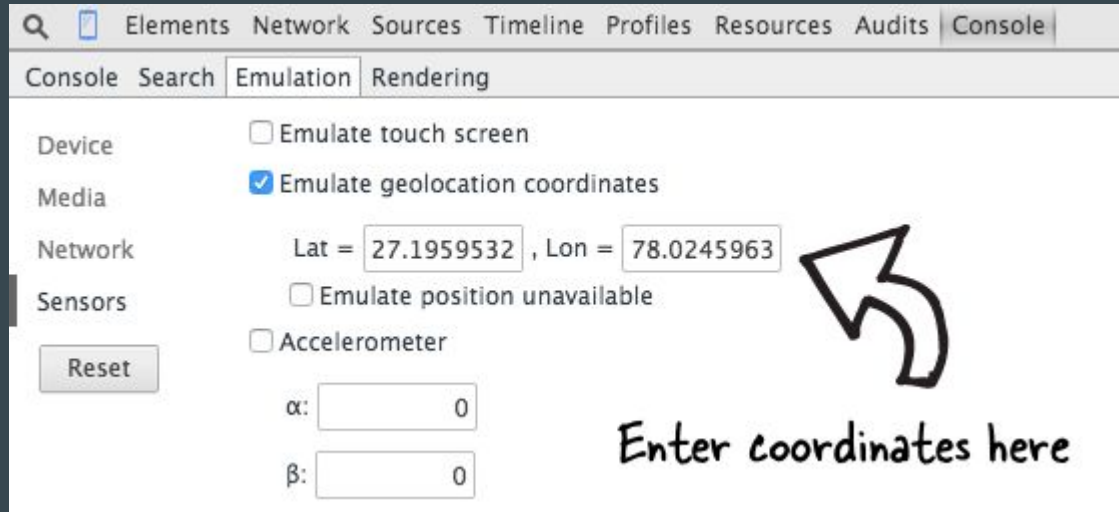 Elements Network Sources Timeline Profiles Resources Audits Console
Console Search Emulation Rendering
Device
Media
Network
Sensors
Reset
Emulate touch screen
Emulate geolocation coordinates
Lat = 27.1959532 , Lon = 78.0245963
Emulate position unavailable
Accelerometer
α: 0
β: 0
Enter coordinates here